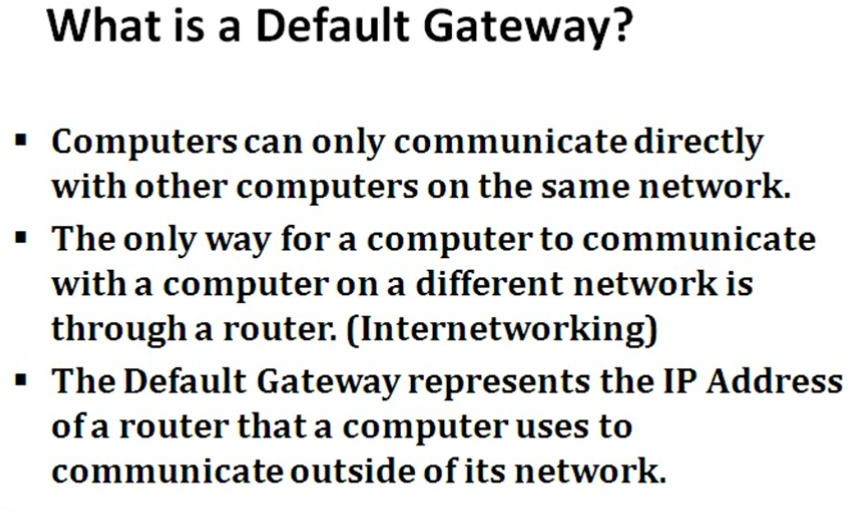 What is a Default Gateway?
▪ Computers can only communicate directly
with other computers on the same network.
▪ The only way for a computer to communicate
with a computer on a different network is
through a router. (Internetworking)
▪ The Default Gateway represents the IP Address
of a router that a computer uses to
communicate outside of its network.